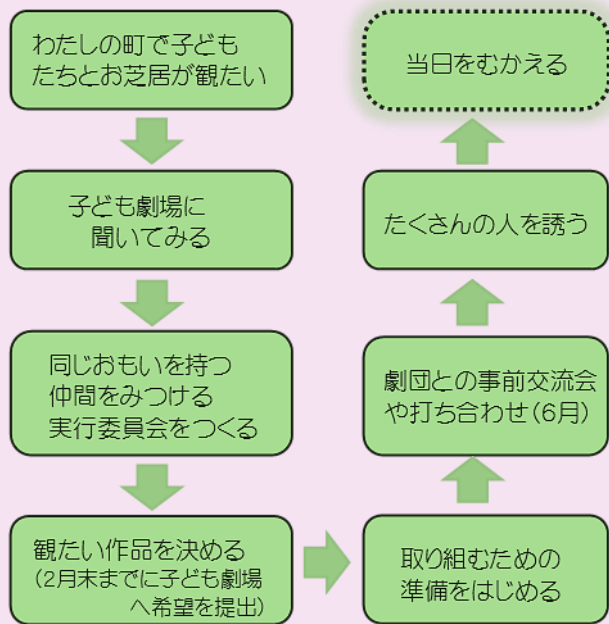 わたしの町で子ども
たちとお芝居が観たい
子ども劇場に
聞いてみる
同じおもいを持つ
仲間をみつける
実行委員会をつくる
観たい作品を決める
(2月末までに子ども劇場
へ希望を提出)
取り組むための
準備をはじめる
劇団との事前交流会
や打ち合わせ(6月)
たくさんの人を誘う
当日をむかえる